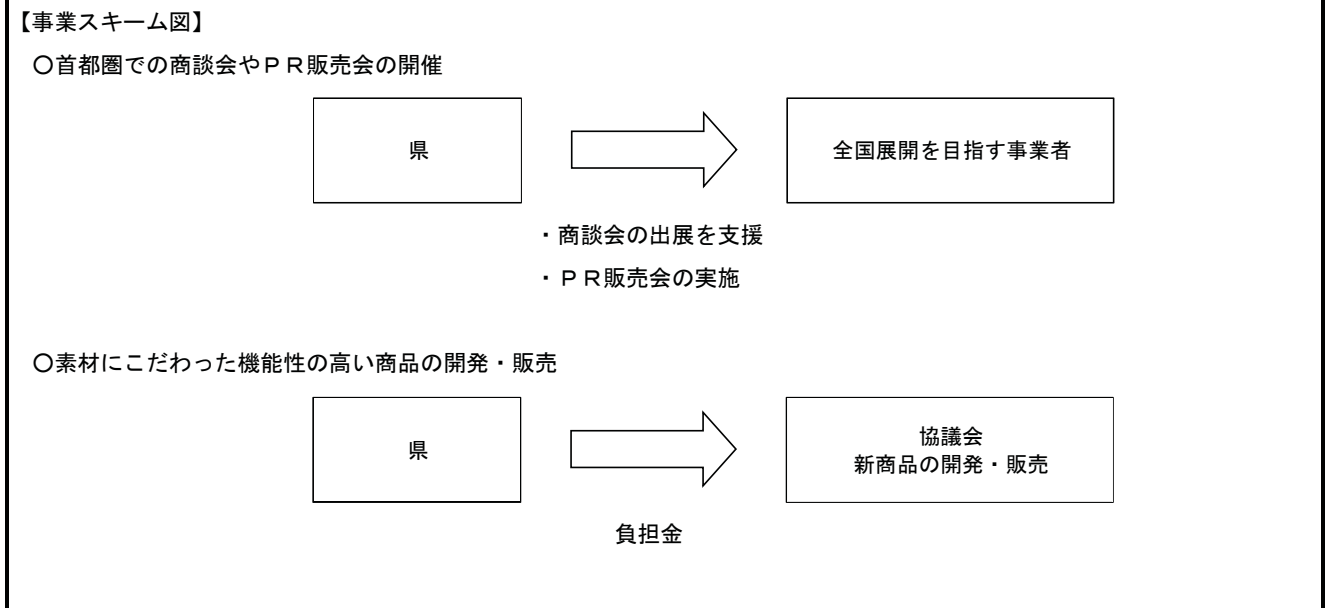 【事業スキーム図】
〇首都圏での商談会やＰＲ販売会の開催
県
全国展開を目指す事業者
・商談会の出展を支援
・ＰＲ販売会の実施
〇素材にこだわった機能性の高い商品の開発・販売
県
協議会
新商品の開発・販売
負担金